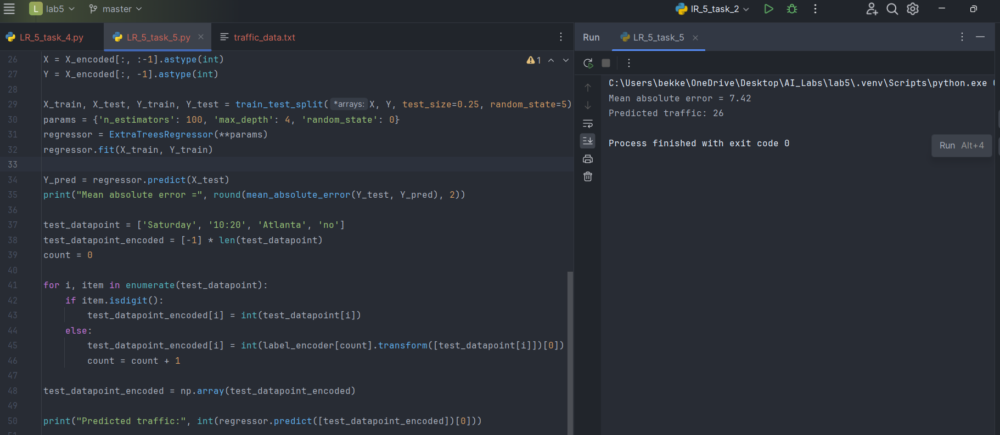 L lab5 master IR_5_task_2
LR_5_task_4.py LR_5_task_5.py traffic_data.txt
26 X = X_encoded[:, :-1].astype(int)
27 Y = X_encoded[:, -1].astype(int)
28
29 X_train, X_test, Y_train, Y_test = train_test_split( *arrays: X, Y, test_size=0.25, random_state=5)
30 params = {'n_estimators': 100, 'max_depth': 4, 'random_state': 0}
31 regressor = ExtraTreesRegressor(**params)
32 regressor.fit(X_train, Y_train)
33
34 Y_pred = regressor.predict(X_test)
35 print("Mean absolute error =", round(mean_absolute_error(Y_test, Y_pred), 2))
36
37 test_datapoint = ['Saturday', '10:20', 'Atlanta', 'no']
38 test_datapoint_encoded = [-1] * len(test_datapoint)
39 count = 0
40
41 for i, item in enumerate(test_datapoint):
42 if item.isdigit():
43 test_datapoint_encoded[i] = int(test_datapoint[i])
44 else:
45 test_datapoint_encoded[i] = int(label_encoder[count].transform([test_datapoint[i]])[0])
46 count = count + 1
47
48 test_datapoint_encoded = np.array(test_datapoint_encoded)
49
50 print("Predicted traffic:", int(regressor.predict([test_datapoint_encoded])[0]))
1
Run LR_5_task_5
C:\Users\bekke\OneDrive\Desktop\AI_Labs\lab5\.venv\Scripts\python.exe
Mean absolute error = 7.42
Predicted traffic: 26
Process finished with exit code 0
Run Alt+4